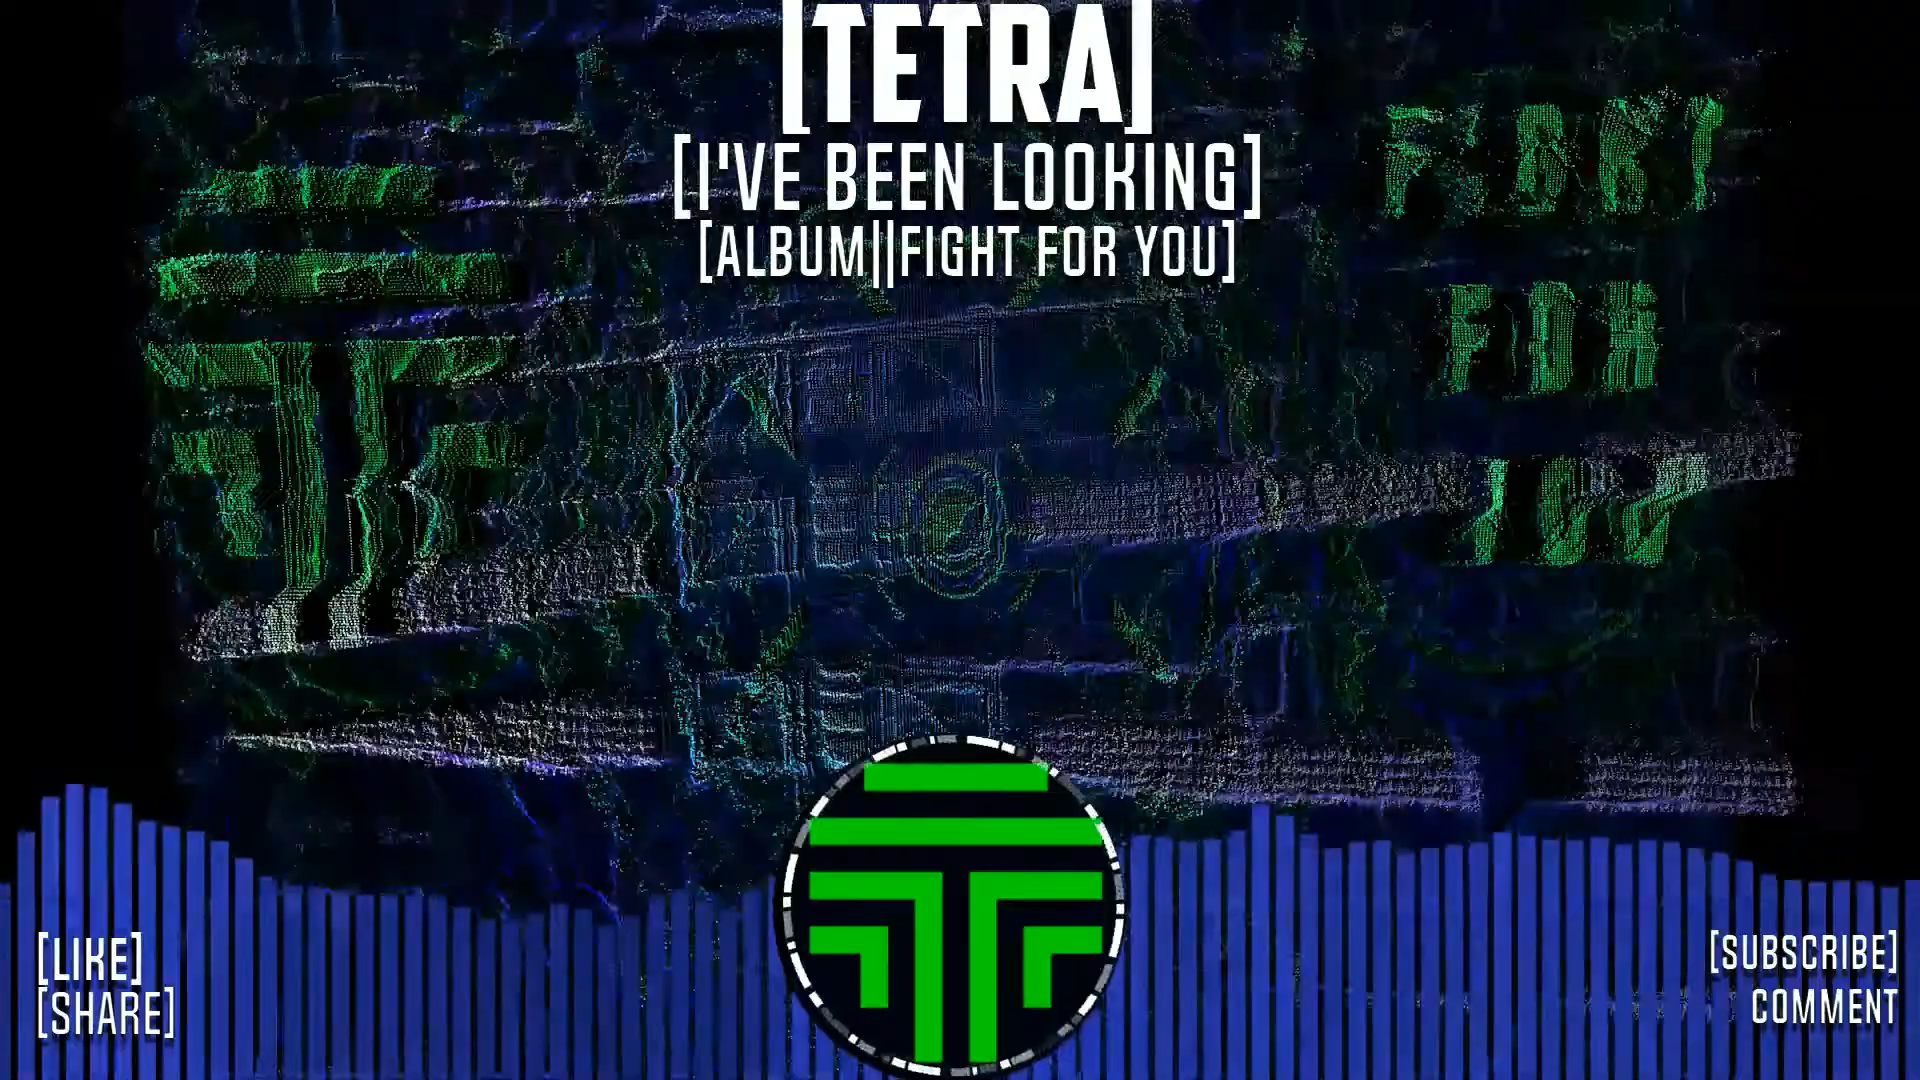 [TETRA]
[I'VE BEEN LOOKING]
[ALBUM||FIGHT FOR YOU]
[LIKE]
[SHARE]
[SUBSCRIBE]
COMMENT